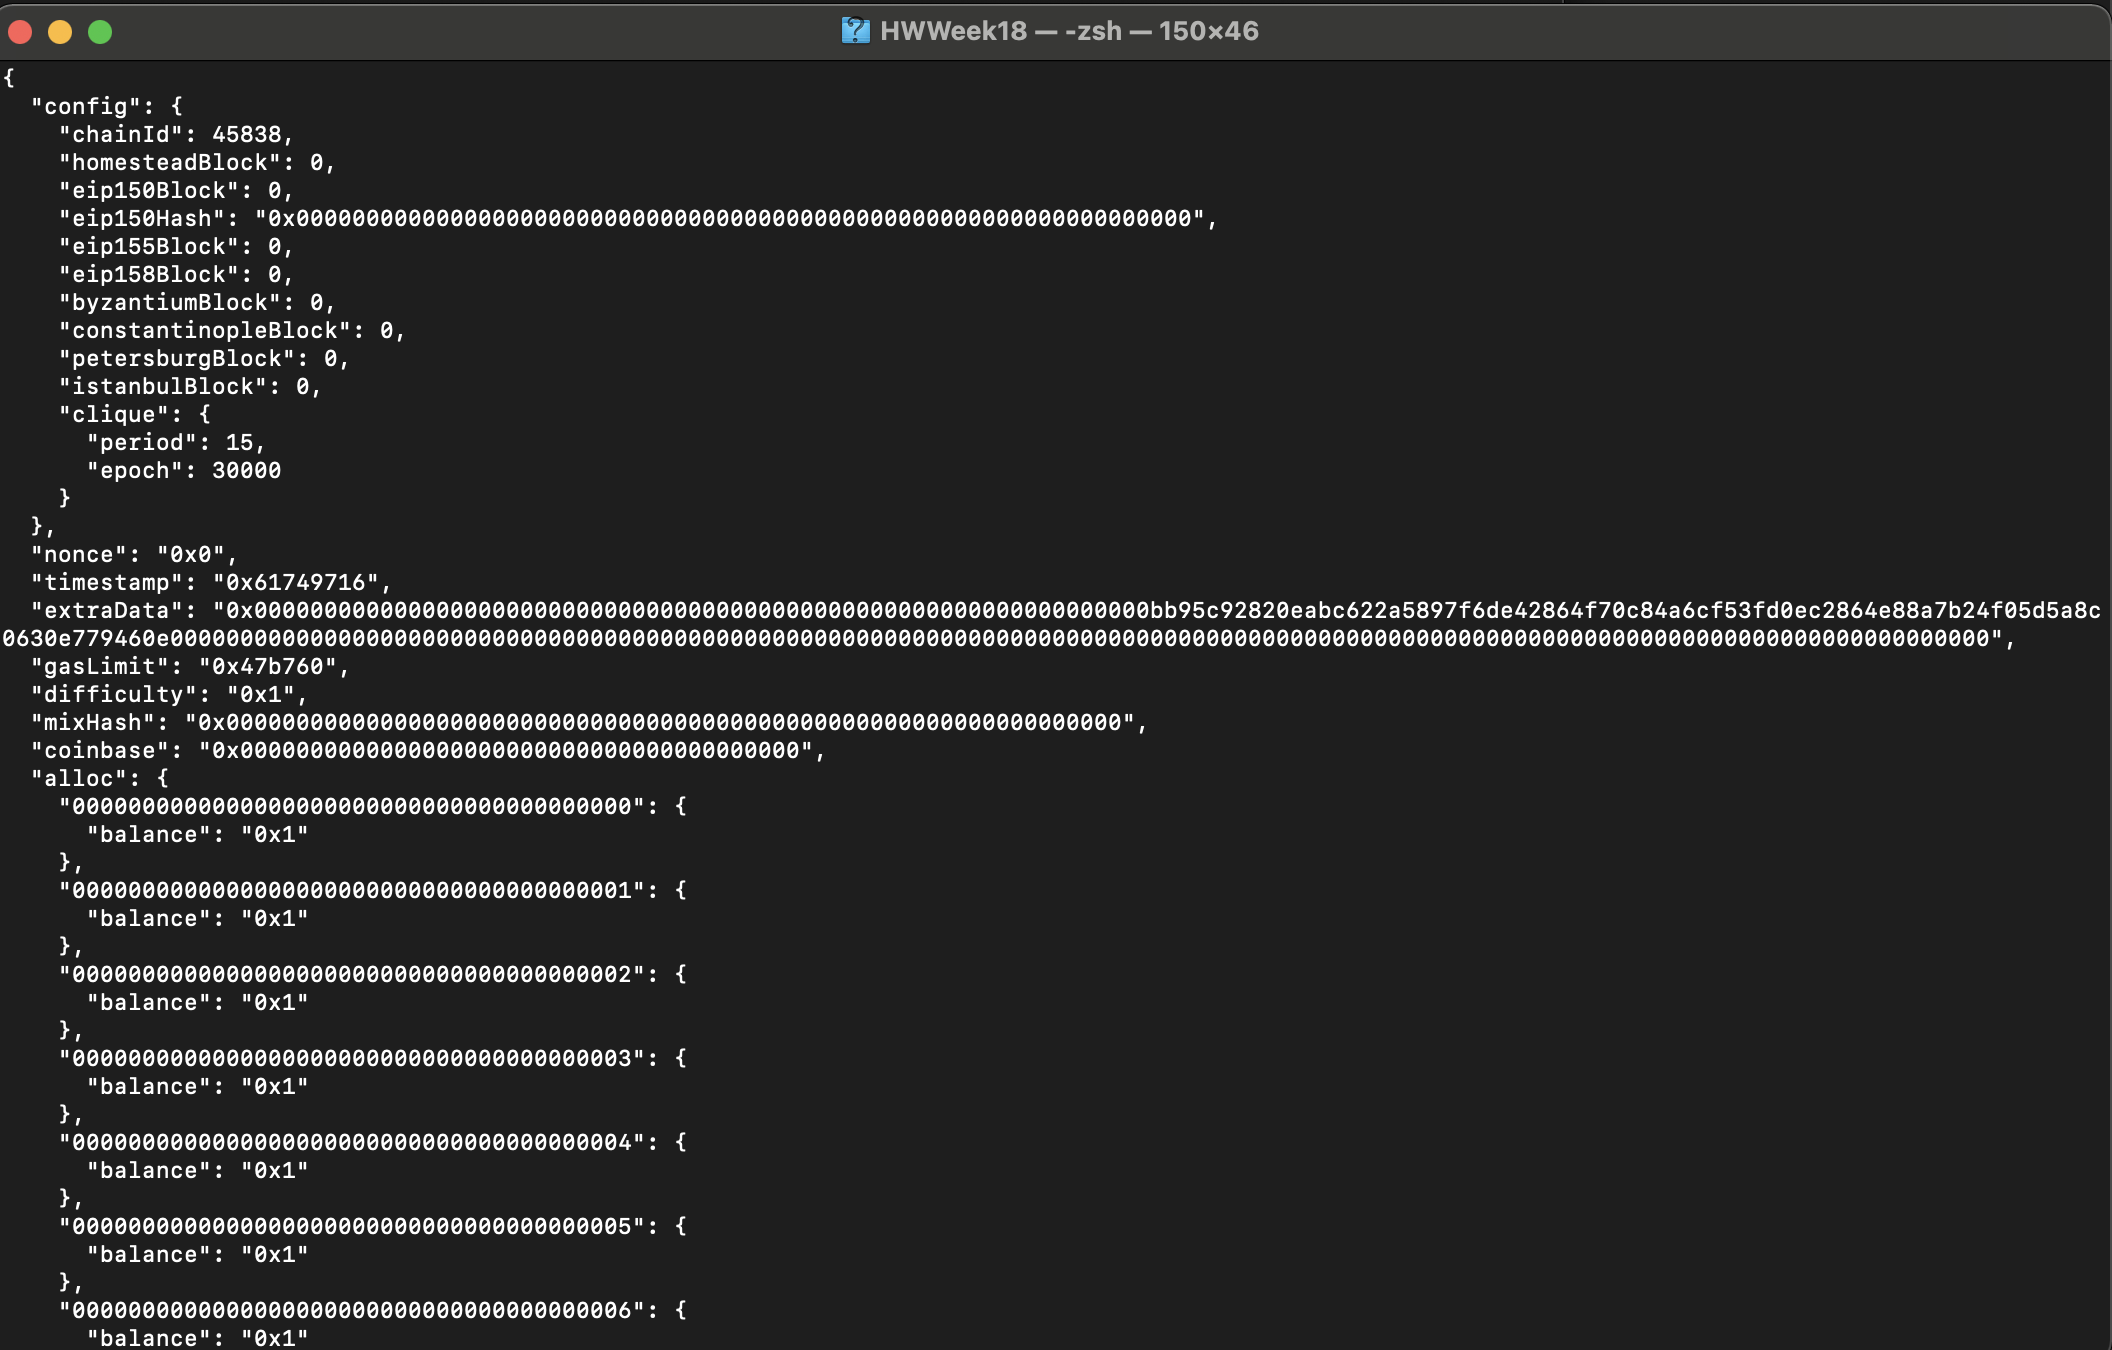 HWWeek18 — -zsh — 150×46
{
  "config": {
    "chainId": 45838,
    "homesteadBlock": 0,
    "eip150Block": 0,
    "eip150Hash": "0x0000000000000000000000000000000000000000000000000000000000000000",
    "eip155Block": 0,
    "eip158Block": 0,
    "byzantiumBlock": 0,
    "constantinopleBlock": 0,
    "petersburgBlock": 0,
    "istanbulBlock": 0,
    "clique": {
      "period": 15,
      "epoch": 30000
    }
  },
  "nonce": "0x0",
  "timestamp": "0x61749716",
  "extraData": "0x0000000000000000000000000000000000000000000000000000000000000000bb95c92820eabc622a5897f6de42864f70c84a6cf53fd0ec2864e88a7b24f05d5a8c
0630e779460e0000000000000000000000000000000000000000000000000000000000000000000000000000000000000000000000000000000000000000000000000000000000",
  "gasLimit": "0x47b760",
  "difficulty": "0x1",
  "mixHash": "0x0000000000000000000000000000000000000000000000000000000000000000",
  "coinbase": "0x0000000000000000000000000000000000000000",
  "alloc": {
    "0000000000000000000000000000000000000000": {
      "balance": "0x1"
    },
    "0000000000000000000000000000000000000001": {
      "balance": "0x1"
    },
    "0000000000000000000000000000000000000002": {
      "balance": "0x1"
    },
    "0000000000000000000000000000000000000003": {
      "balance": "0x1"
    },
    "0000000000000000000000000000000000000004": {
      "balance": "0x1"
    },
    "0000000000000000000000000000000000000005": {
      "balance": "0x1"
    },
    "0000000000000000000000000000000000000006": {
      "balance": "0x1"